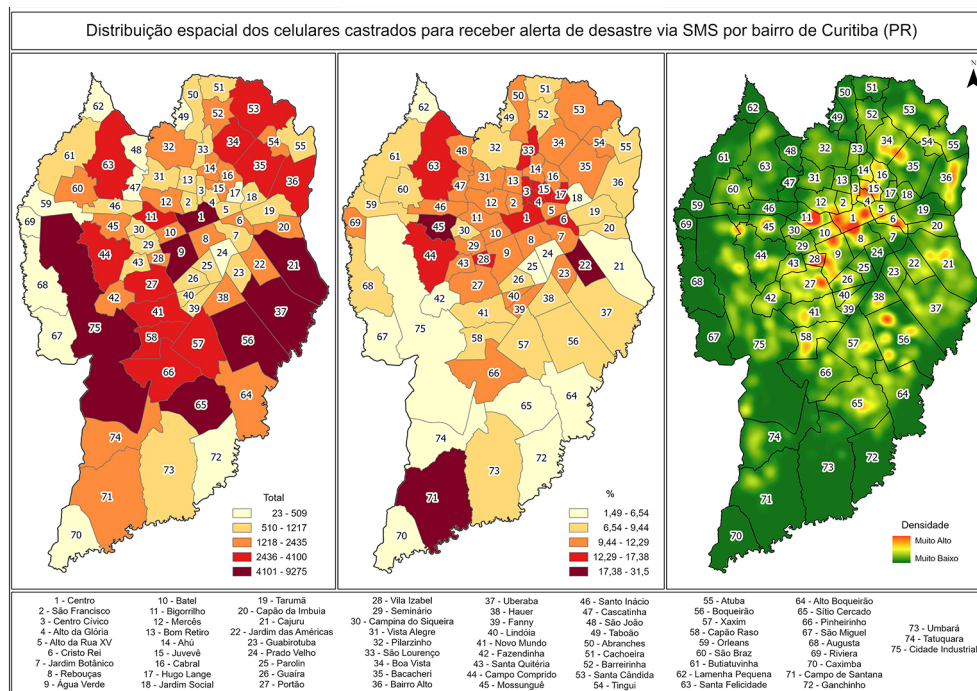 Distribuição espacial dos celulares castrados para receber alerta de desastre via SMS por bairro de Curitiba (PR)
N
Total
23 - 509
510 - 1217
1218 - 2435
2436 - 4100
4101 - 9275
%
1,49 - 6,54
6,54 - 9,44
9,44 - 12,29
12,29 - 17,38
17,38 - 31,5
Densidade
Muito Alto
Muito Baixo
1 - Centro
2 - São Francisco
3 - Centro Cívico
4 - Alto da Glória
5 - Alto da Rua XV
6 - Cristo Rei
7 - Jardim Botânico
8 - Rebouças
9 - Água Verde
10 - Batel
11 - Bigorrilho
12 - Mercês
13 - Bom Retiro
14 - Ahú
15 - Juvevê
16 - Cabral
17 - Hugo Lange
18 - Jardim Social
19 - Tarumã
20 - Capão da Imbuia
21 - Cajuru
22 - Jardim das Américas
23 - Guabirotuba
24 - Prado Velho
25 - Parolin
26 - Guaíra
27 - Portão
28 - Vila Izabel
29 - Seminário
30 - Campina do Siqueira
31 - Vista Alegre
32 - Pilarzinho
33 - São Lourenço
34 - Boa Vista
35 - Bacacheri
36 - Bairro Alto
37 - Uberaba
38 - Hauer
39 - Fanny
40 - Lindóia
41 - Novo Mundo
42 - Fazendinha
43 - Santa Quitéria
44 - Campo Comprido
45 - Mossunguê
46 - Santo Inácio
47 - Cascatinha
48 - São João
49 - Taboão
50 - Abranches
51 - Cachoeira
52 - Barreirinha
53 - Santa Cândida
54 - Tingui
55 - Atuba
56 - Boqueirão
57 - Xaxim
58 - Capão Raso
59 - Orleans
60 - São Braz
61 - Butiatuvinha
62 - Lamenha Pequena
63 - Santa Felicidade
64 - Alto Boqueirão
65 - Sítio Cercado
66 - Pinheirinho
67 - São Miguel
68 - Augusta
69 - Riviera
70 - Caximba
71 - Campo de Santana
72 - Ganchinho
73 - Umbará
74 - Tatuquara
75 - Cidade Industrial